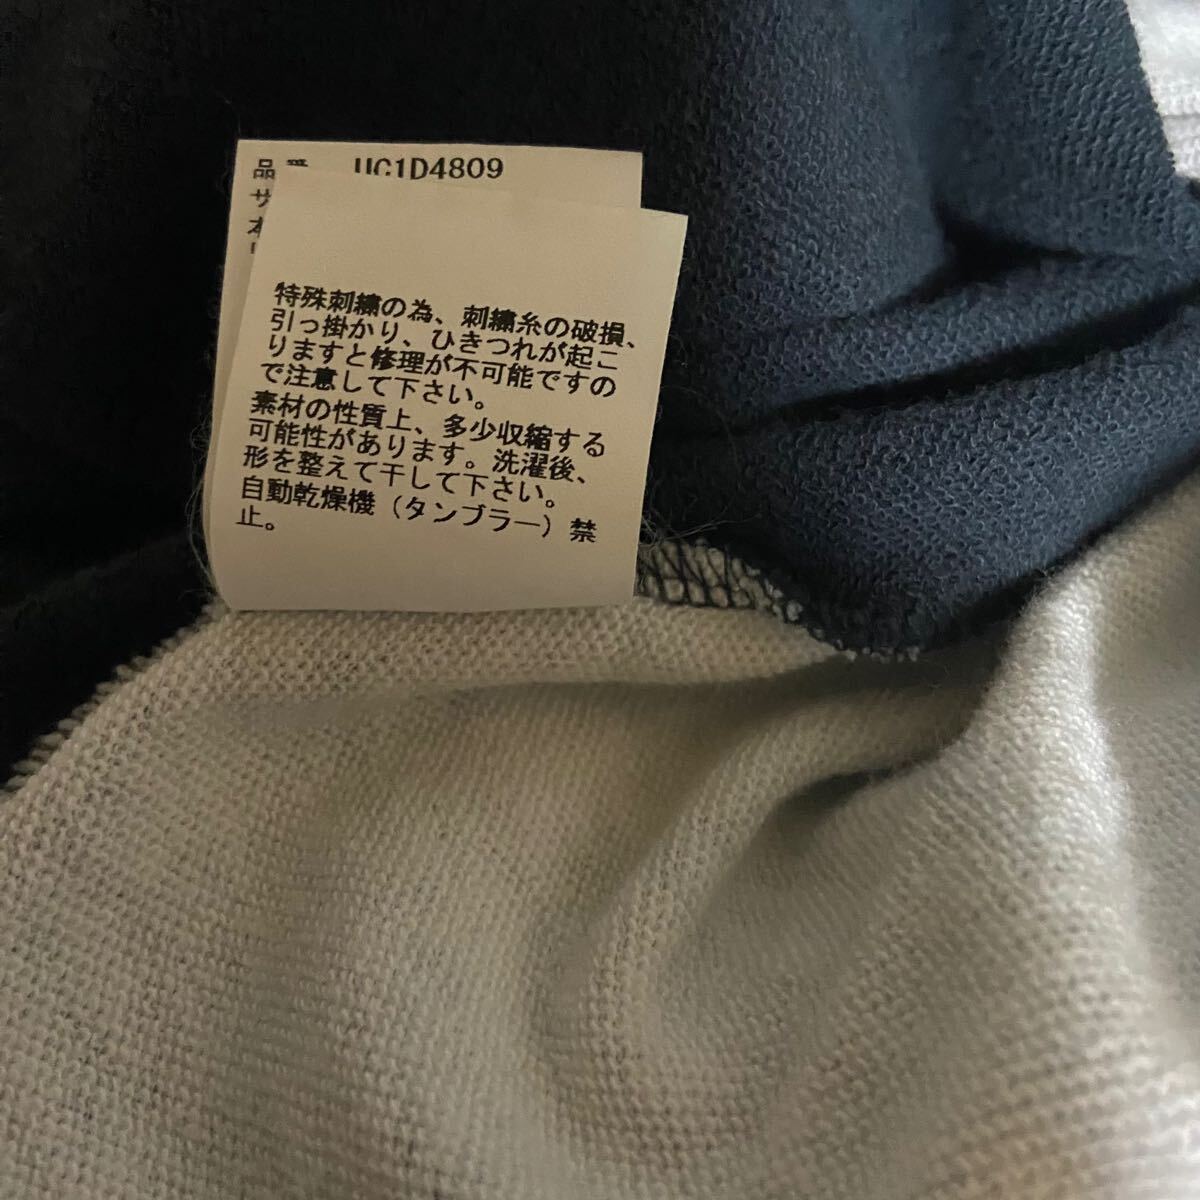 品番 UC1D4809
サ
本
特殊刺繍の為、刺繍糸の破損、
引っ掛かり、ひきつれが起こ
りますと修理が不可能ですの
で注意して下さい。
素材の性質上、多少収縮する
可能性があります。洗濯後、
形を整えて干して下さい。
自動乾燥機（タンブラー）禁
止。